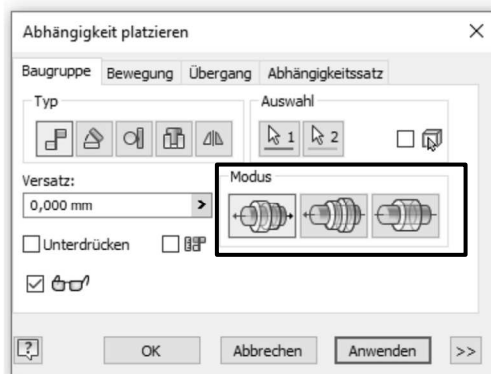 Abhängigkeit platzieren
Baugruppe Bewegung Übergang Abhängigkeitssatz
Typ
Auswahl
1 2
Versatz:
Modus
0,000 mm >
Unterdrücken
? OK Abbrechen Anwenden >>